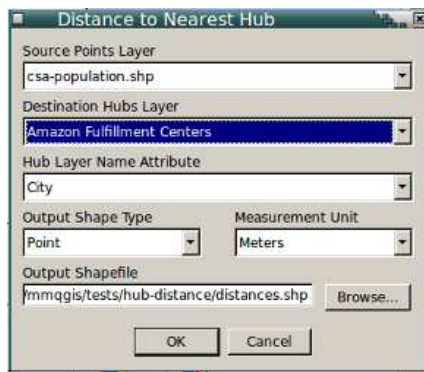 Distance to Nearest Hub
Source Points Layer
csa-population.shp
Destination Hubs Layer
Amazon Fulfillment Centers
Hub Layer Name Attribute
City
Output Shape Type Measurement Unit
Point Meters
Output Shapefile
/mmqgis/tests/hub-distance/distances.shp Browse...
OK Cancel